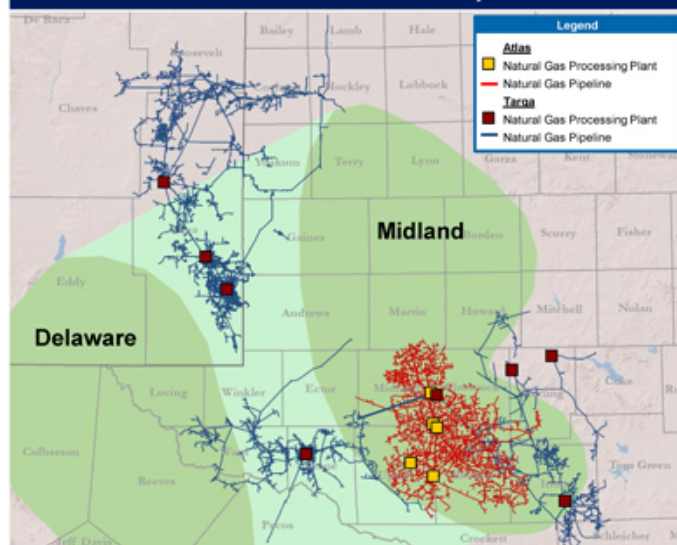 Legend
Atlas
Natural Gas Processing Plant
Natural Gas Pipeline
Targa
Natural Gas Processing Plant
Natural Gas Pipeline
De Baca
Roosevelt
Bailey
Lamb
Hale
Chaves
Hockley
Lubbock
Yoakum
Terry
Lynn
Garza
Kent
Stonewall
Midland
Gaines
Borden
Scurry
Fisher
Eddy
Andrews
Martin
Howard
Mitchell
Nolan
Delaware
Loving
Winkler
Ector
Coke
Culberson
Reeves
Tom Green
Pecos
Crockett
Schleicher
Jeff Davis